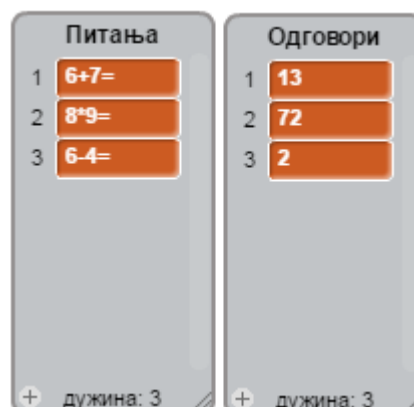 Питања
1 6+7=
2 8*9=
3 6-4=
+ дужина: 3
Одговори
1 13
2 72
3 2
+ дужина: 3